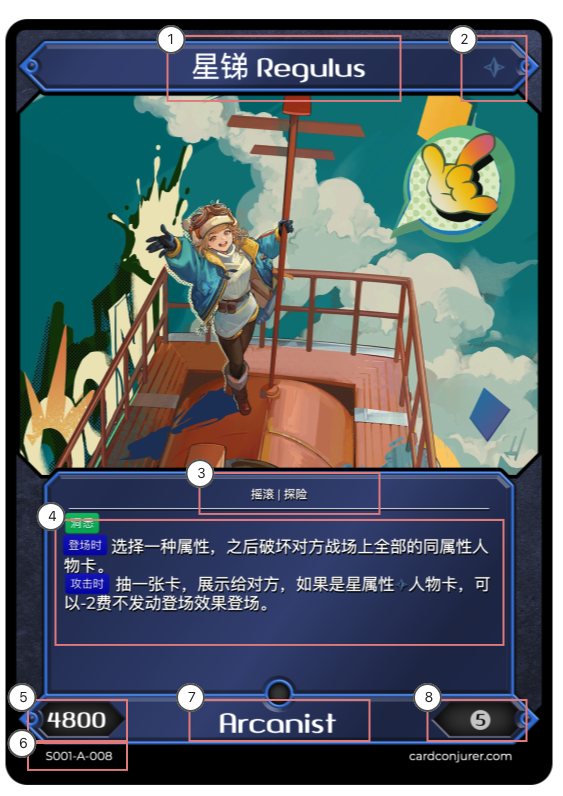 1
2
星锑 Regulus
3
摇滚 | 探险
4
洞悉
登场时 选择一种属性，之后破坏对方战场上全部的同属性人
物卡。
攻击时 抽一张卡，展示给对方，如果是星属性 人物卡，可
以-2费不发动登场效果登场。
5
7
8
4800
Arcanist
5
6
S001-A-008
cardconjurer.com